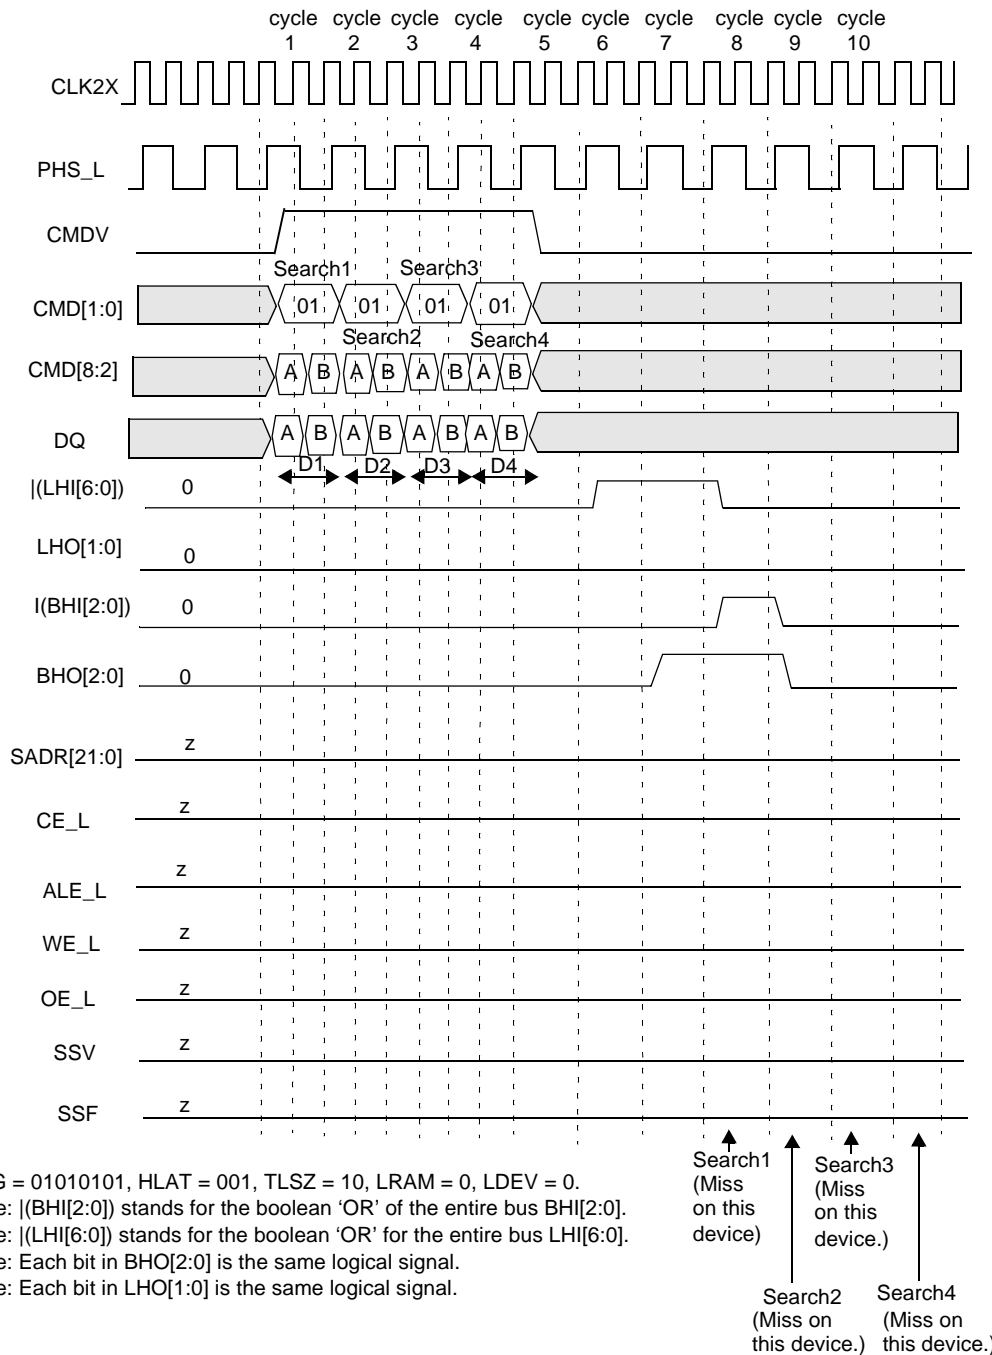 cycle cycle cycle cycle cycle cycle cycle cycle cycle cycle
1 2 3 4 5 6 7 8 9 10
CLK2X
PHS_L
CMDV
Search1 Search3
CMD[1:0] 01 01 01 01
Search2 Search4
CMD[8:2] A B A B A B A B
DQ A B A B A B A B
D1 D2 D3 D4
|(LHI[6:0]) 0
LHO[1:0] 0
I(BHI[2:0]) 0
BHO[2:0] 0
SADR[21:0] z
CE_L z
ALE_L z
WE_L z
OE_L z
SSV z
SSF z
Search1
(Miss
on this
device)
Search3
(Miss
on this
device.)
G = 01010101, HLAT = 001, TLSZ = 10, LRAM = 0, LDEV = 0.
e: |(BHI[2:0]) stands for the boolean ‘OR’ of the entire bus BHI[2:0].
e: |(LHI[6:0]) stands for the boolean ‘OR’ for the entire bus LHI[6:0].
e: Each bit in BHO[2:0] is the same logical signal.
e: Each bit in LHO[1:0] is the same logical signal.
Search2
(Miss on
this device.)
Search4
(Miss on
this device.)